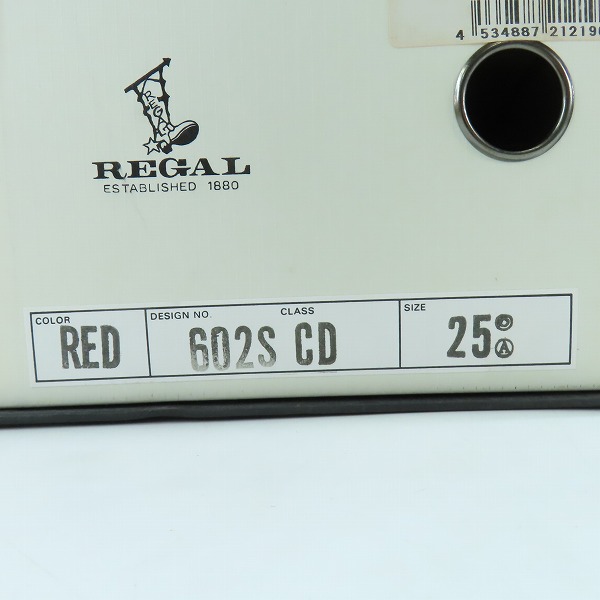 4 534887 21219
REGAL
REGAL
ESTABLISHED 1880
COLOR DESIGN NO. CLASS SIZE
RED 602S CD 25 Ⓐ